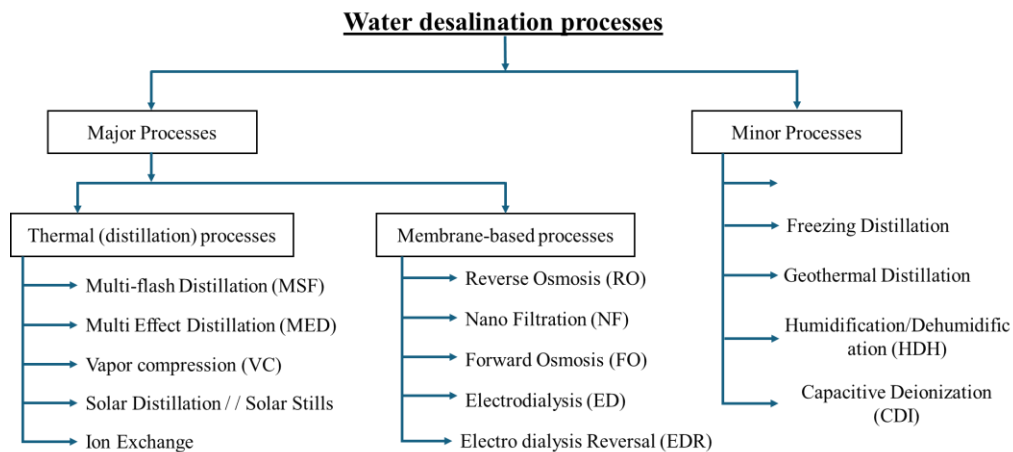 Water desalination processes
Major Processes
Minor Processes
Thermal (distillation) processes
Multi-flash Distillation (MSF)
Multi Effect Distillation (MED)
Vapor compression (VC)
Solar Distillation / / Solar Stills
Ion Exchange
Membrane-based processes
Reverse Osmosis (RO)
Nano Filtration (NF)
Forward Osmosis (FO)
Electrodialysis (ED)
Electro dialysis Reversal (EDR)
Freezing Distillation
Geothermal Distillation
Humidification/Dehumidific
ation (HDH)
Capacitive Deionization
(CDI)